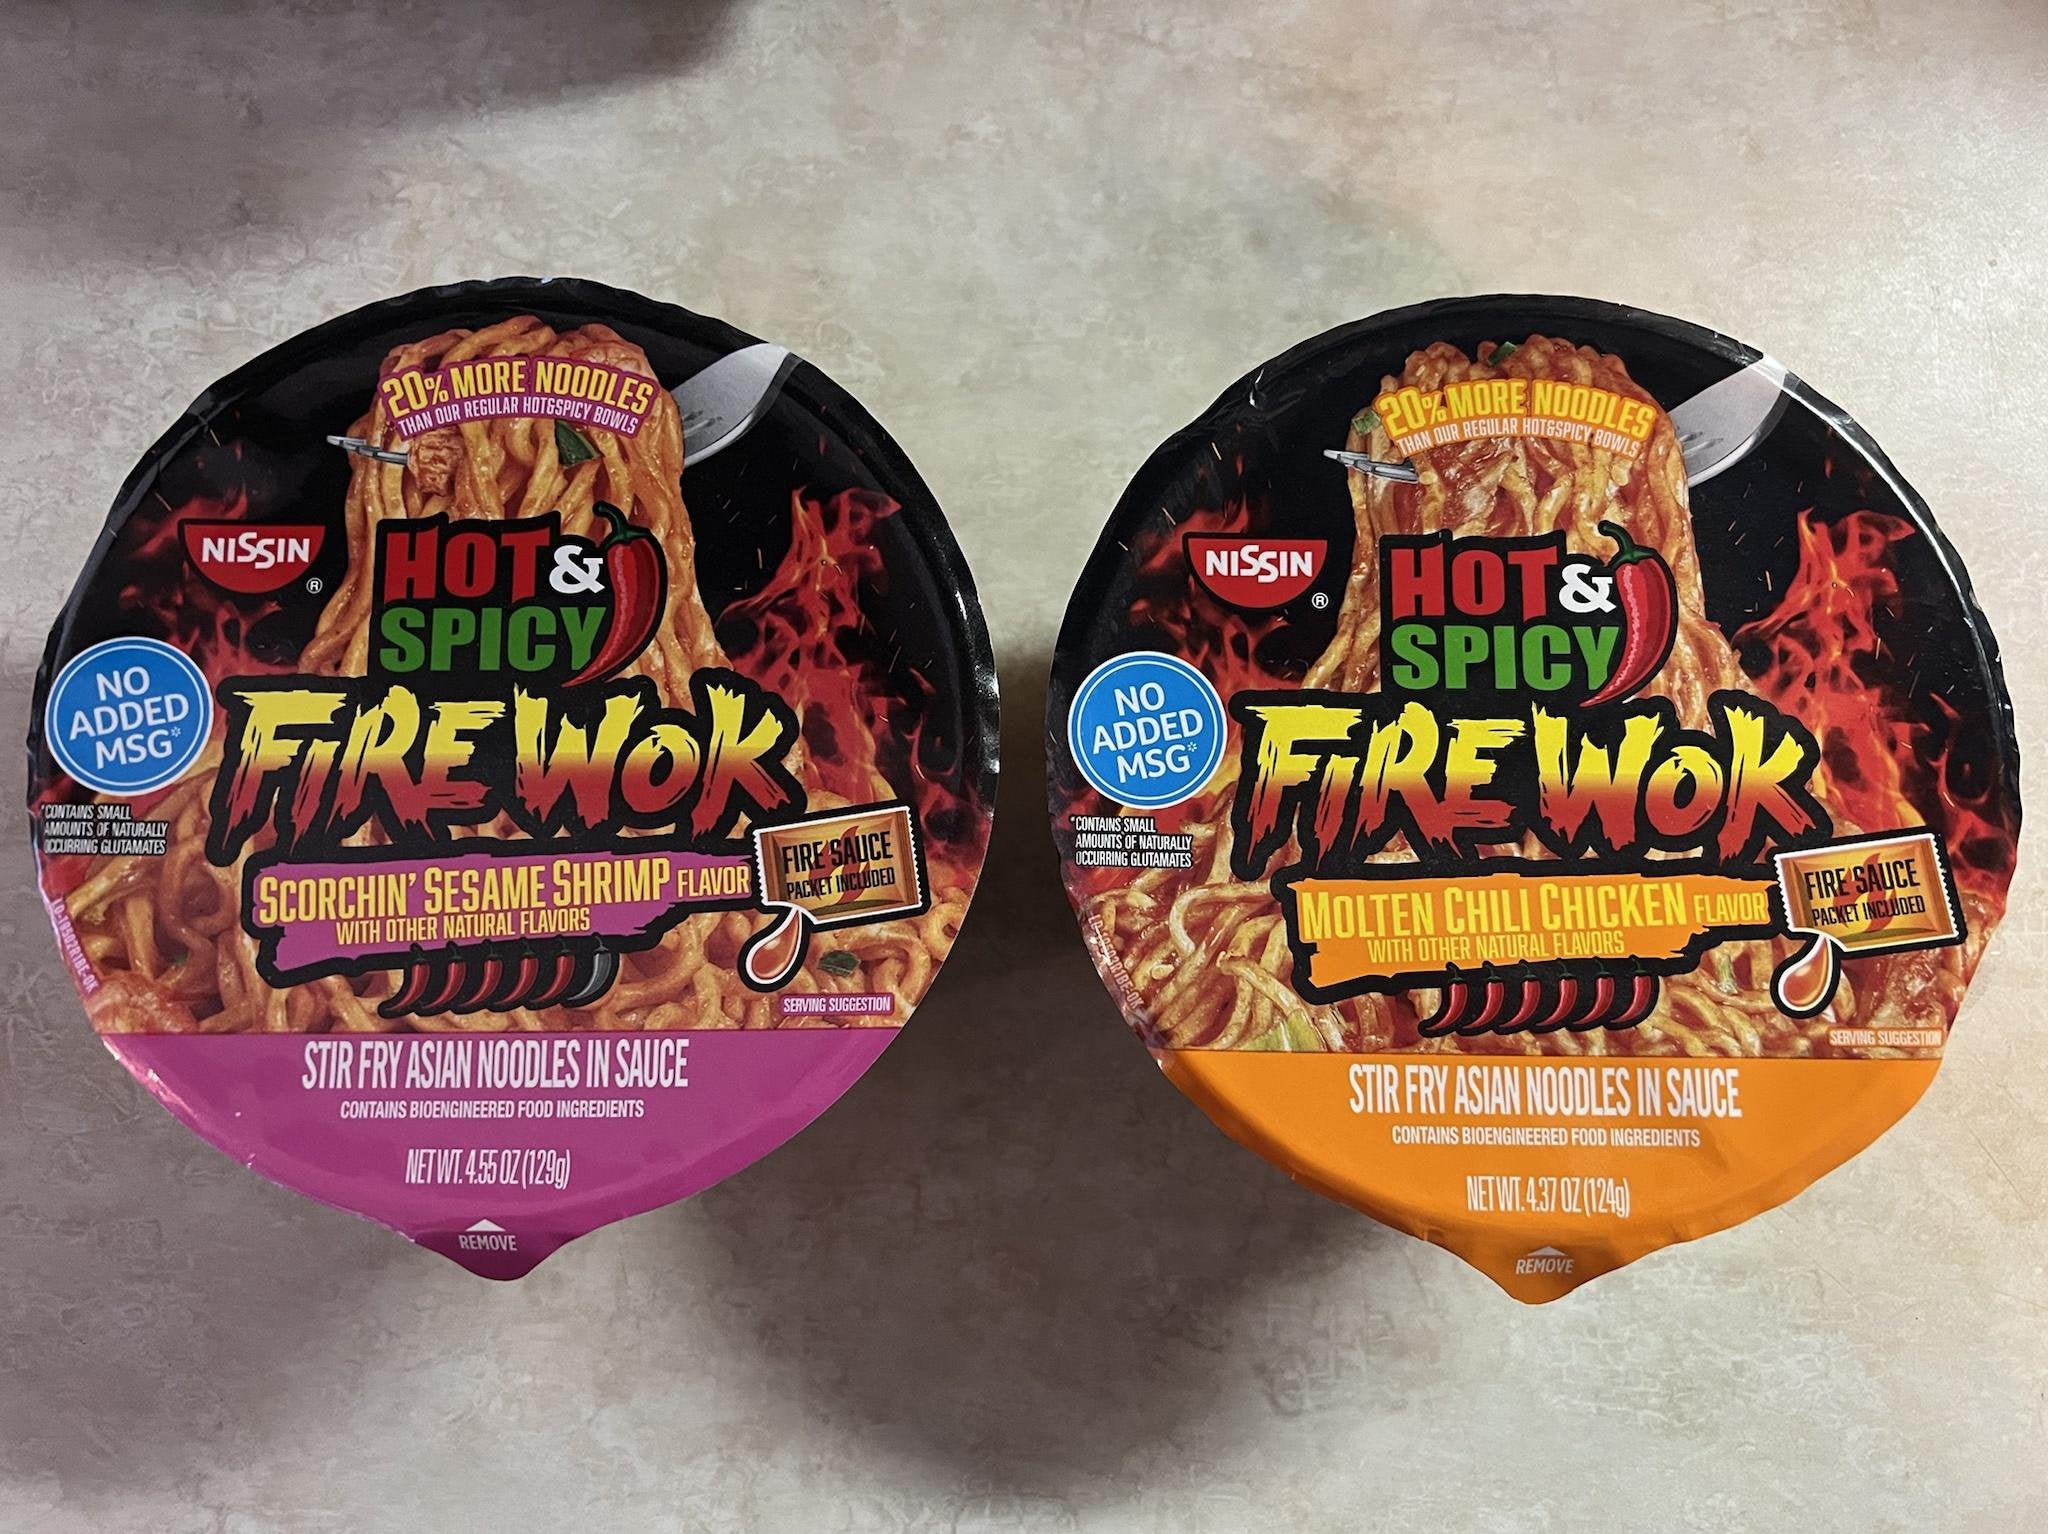 20% MORE NOODLES
THAN OUR REGULAR HOT&SPICY BOWLS
NISSIN
®
HOT &
SPICY
NO
ADDED
MSG*
FIRE WOK
*CONTAINS SMALL
AMOUNTS OF NATURALLY
OCCURRING GLUTAMATES
FIRE SAUCE
PACKET INCLUDED
SCORCHIN' SESAME SHRIMP FLAVOR
WITH OTHER NATURAL FLAVORS
SERVING SUGGESTION
STIR FRY ASIAN NOODLES IN SAUCE
CONTAINS BIOENGINEERED FOOD INGREDIENTS
NET WT. 4.55 OZ (129g)
REMOVE
20% MORE NOODLES
THAN OUR REGULAR HOT&SPICY BOWLS
NISSIN
®
HOT &
SPICY
NO
ADDED
MSG*
FIRE WOK
*CONTAINS SMALL
AMOUNTS OF NATURALLY
OCCURRING GLUTAMATES
FIRE SAUCE
PACKET INCLUDED
MOLTEN CHILI CHICKEN FLAVOR
WITH OTHER NATURAL FLAVORS
SERVING SUGGESTION
STIR FRY ASIAN NOODLES IN SAUCE
CONTAINS BIOENGINEERED FOOD INGREDIENTS
NET WT. 4.37 OZ (124g)
REMOVE